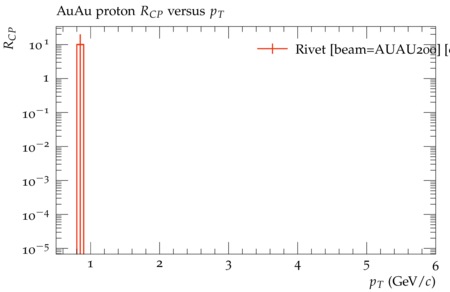 AuAu proton R_CP versus p_T
R_CP
Rivet [beam=AUAU200]
10^1
1
10^-1
10^-2
10^-3
10^-4
10^-5
1 2 3 4 5 6
p_T (GeV/c)